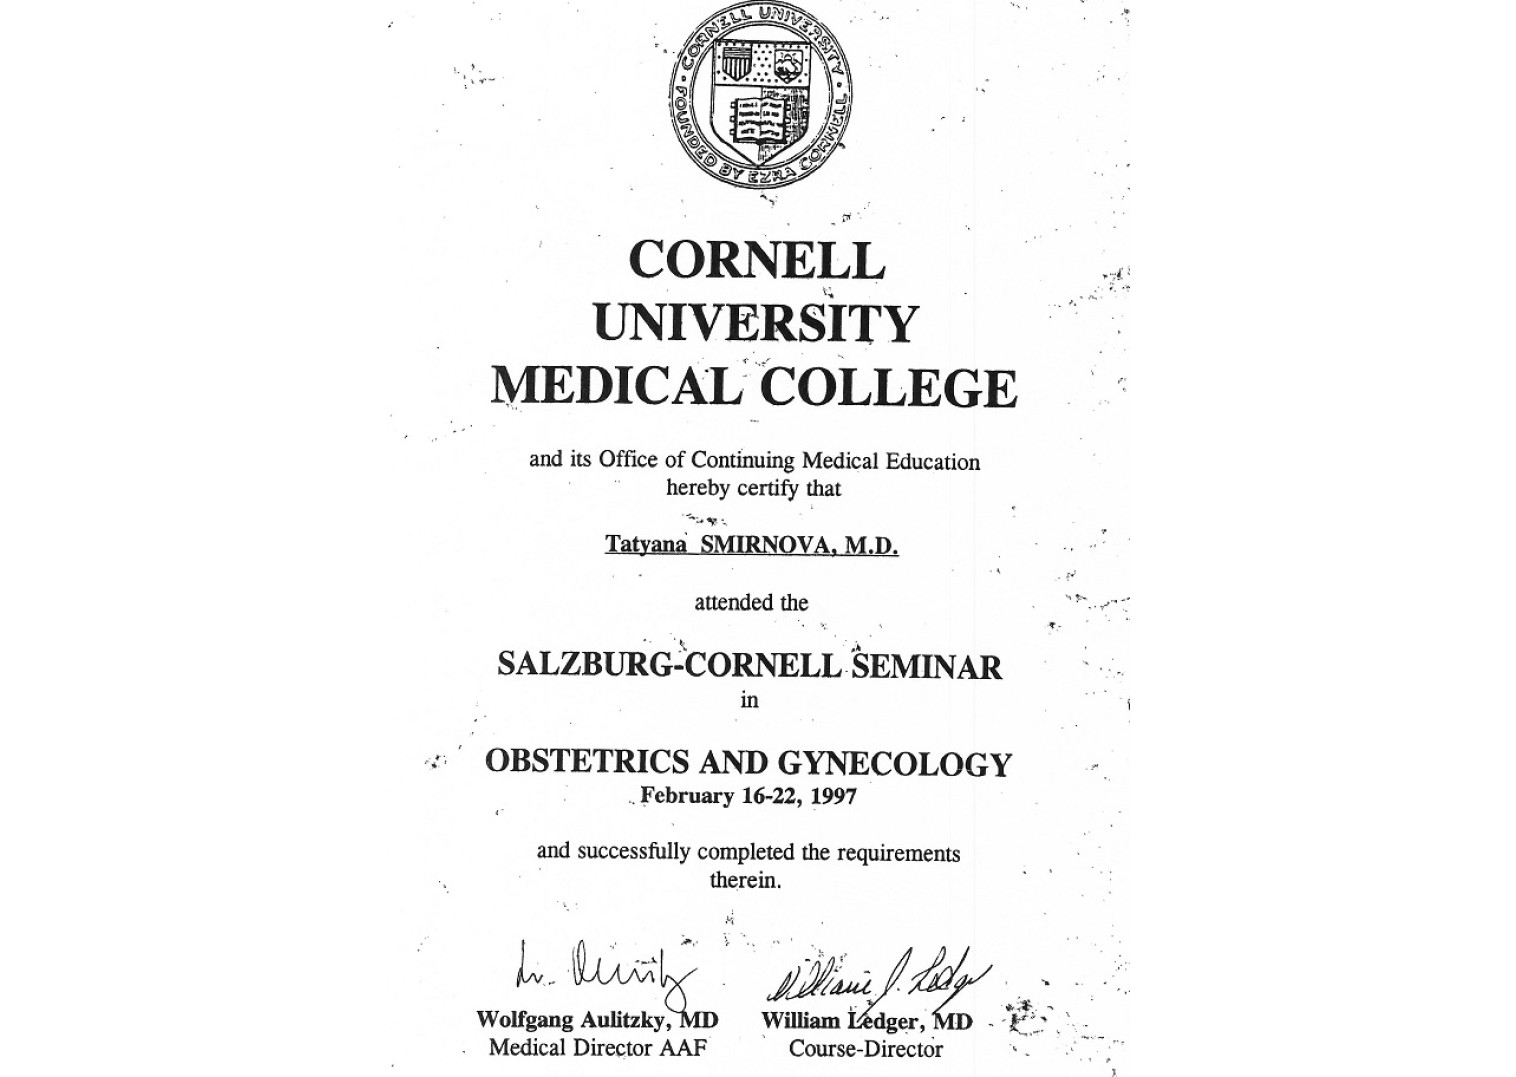 CORNELL UNIVERSITY
FOUNDED BY EZRA CORNELL
CORNELL
UNIVERSITY
MEDICAL COLLEGE
and its Office of Continuing Medical Education
hereby certify that
Tatyana SMIRNOVA, M.D.
attended the
SALZBURG-CORNELL SEMINAR
in
OBSTETRICS AND GYNECOLOGY
February 16-22, 1997
and successfully completed the requirements
therein.
William J. Ledger
Wolfgang Aulitzky, MD William Ledger, MD
Medical Director AAF Course-Director